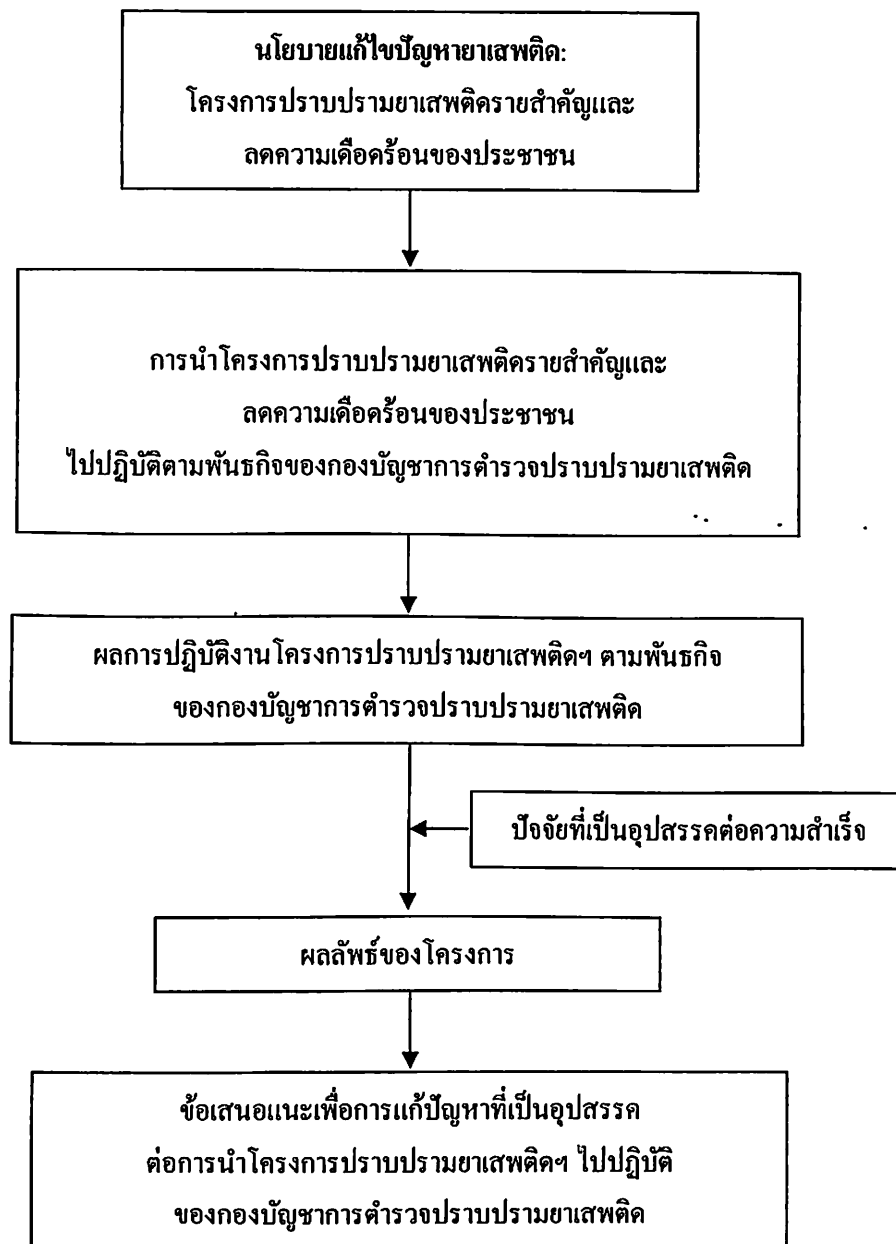 นโยบายแก้ไขปัญหายาเสพติด:
โครงการปราบปรามยาเสพติดรายสำคัญและ
ลดความเดือดร้อนของประชาชน
การนำโครงการปราบปรามยาเสพติดรายสำคัญและ
ลดความเดือดร้อนของประชาชน
ไปปฏิบัติตามพันธกิจของกองบัญชาการตำรวจปราบปรามยาเสพติด
ผลการปฏิบัติงานโครงการปราบปรามยาเสพติดฯ ตามพันธกิจ
ของกองบัญชาการตำรวจปราบปรามยาเสพติด
ปัจจัยที่เป็นอุปสรรคต่อความสำเร็จ
ผลลัพธ์ของโครงการ
ข้อเสนอแนะเพื่อการแก้ปัญหาที่เป็นอุปสรรค
ต่อการนำโครงการปราบปรามยาเสพติดฯ ไปปฏิบัติ
ของกองบัญชาการตำรวจปราบปรามยาเสพติด